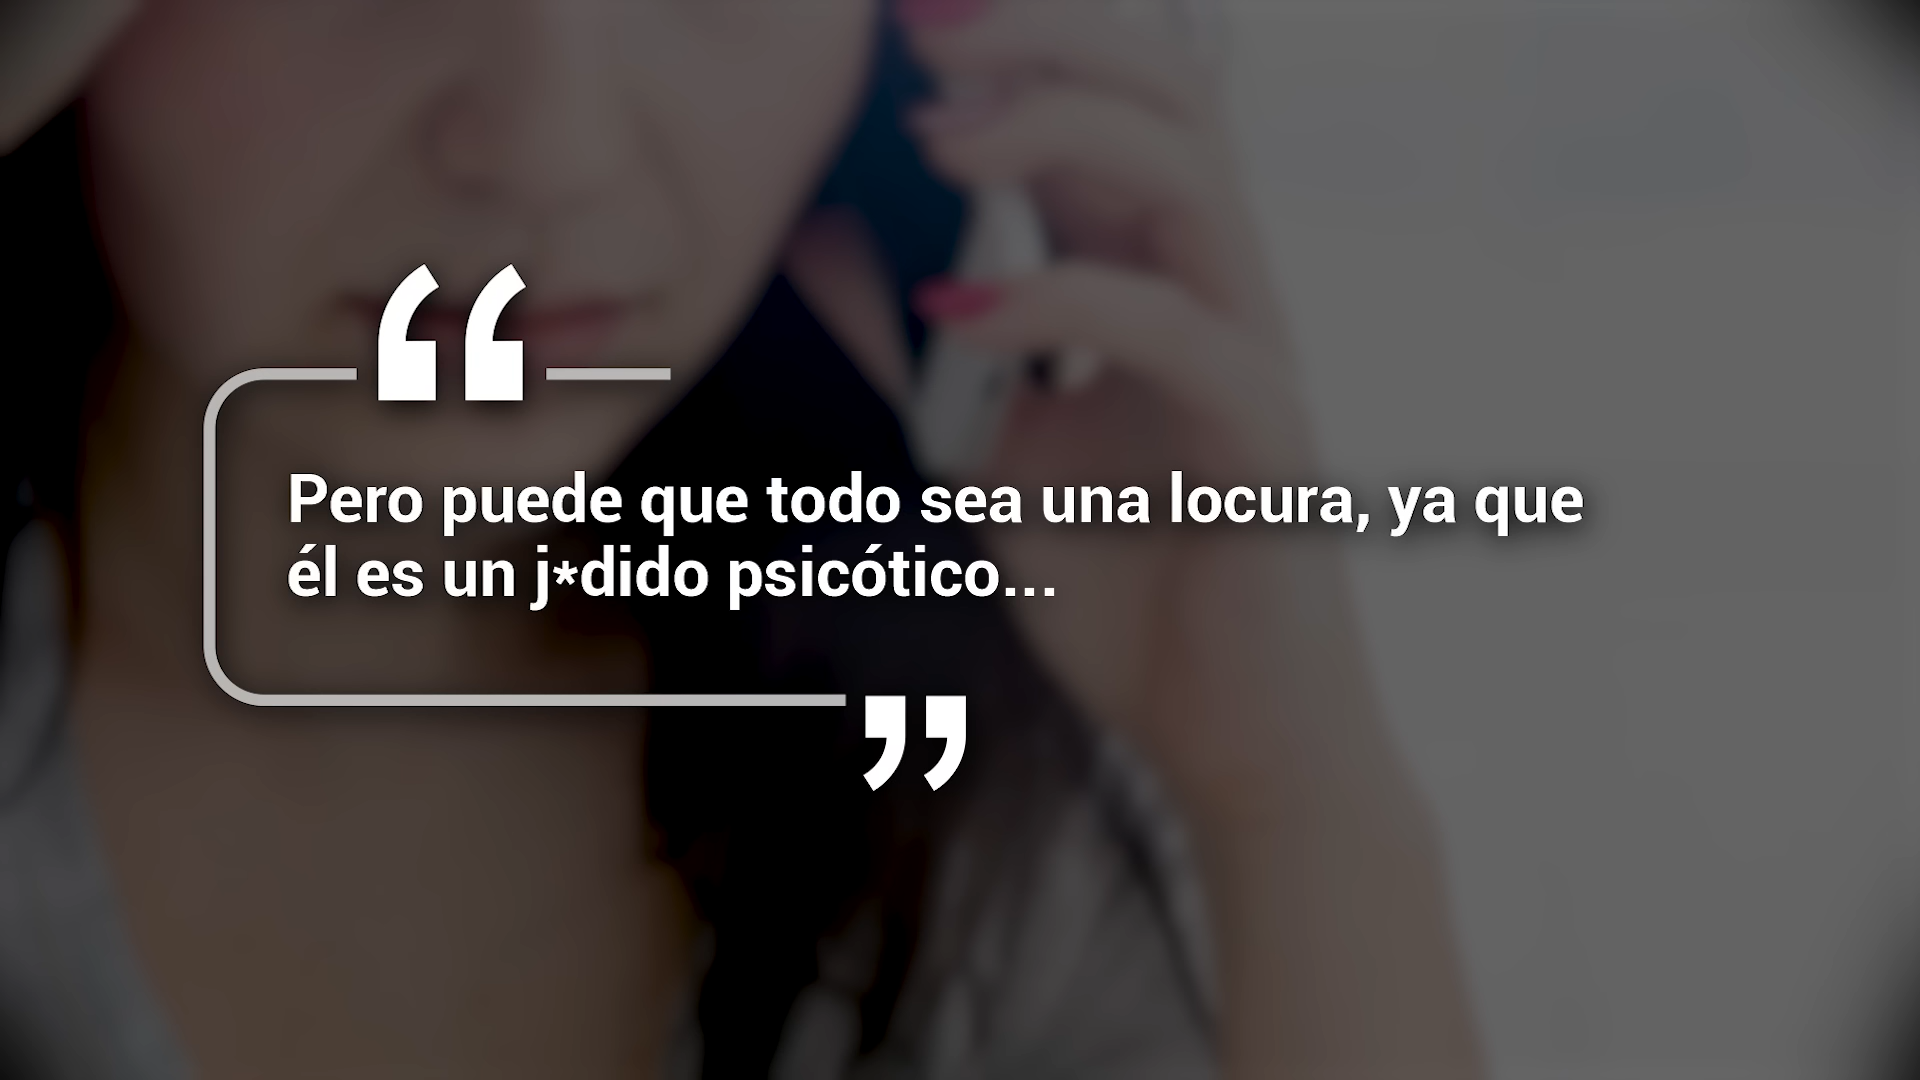 “
Pero puede que todo sea una locura, ya que
él es un j*dido psicótico...
”